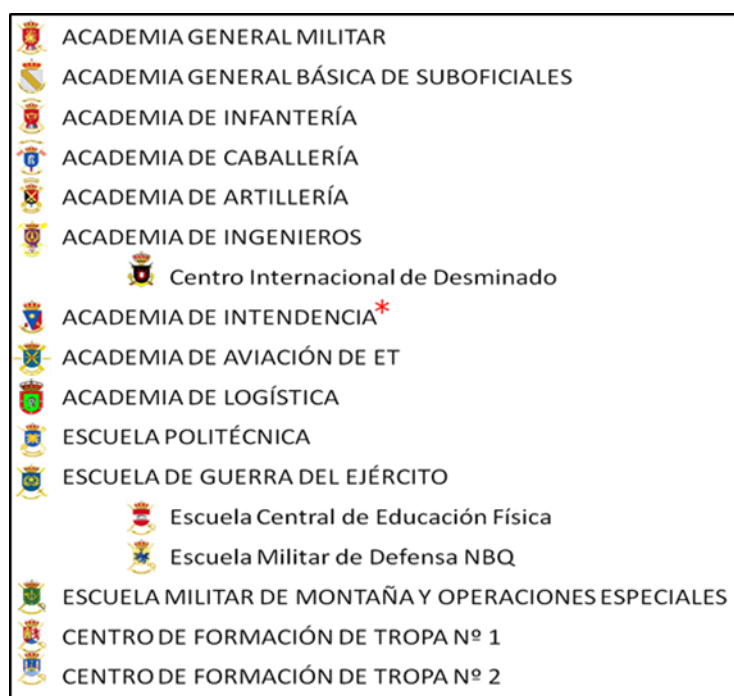 ACADEMIA GENERAL MILITAR
ACADEMIA GENERAL BÁSICA DE SUBOFICIALES
ACADEMIA DE INFANTERÍA
ACADEMIA DE CABALLERÍA
ACADEMIA DE ARTILLERÍA
ACADEMIA DE INGENIEROS
Centro Internacional de Desminado
ACADEMIA DE INTENDENCIA*
ACADEMIA DE AVIACIÓN DE ET
ACADEMIA DE LOGÍSTICA
ESCUELA POLITÉCNICA
ESCUELA DE GUERRA DEL EJÉRCITO
Escuela Central de Educación Física
Escuela Militar de Defensa NBQ
ESCUELA MILITAR DE MONTAÑA Y OPERACIONES ESPECIALES
CENTRO DE FORMACIÓN DE TROPA Nº 1
CENTRO DE FORMACIÓN DE TROPA Nº 2